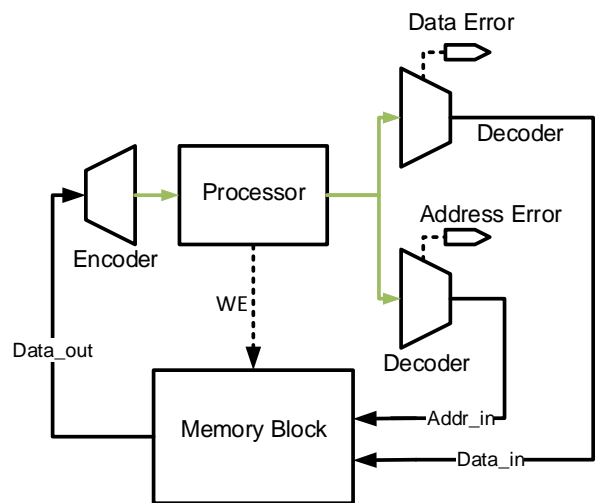 Data Error
Decoder
Processor
Address Error
Encoder
WE
Data_out
Decoder
Addr_in
Memory Block
Data_in